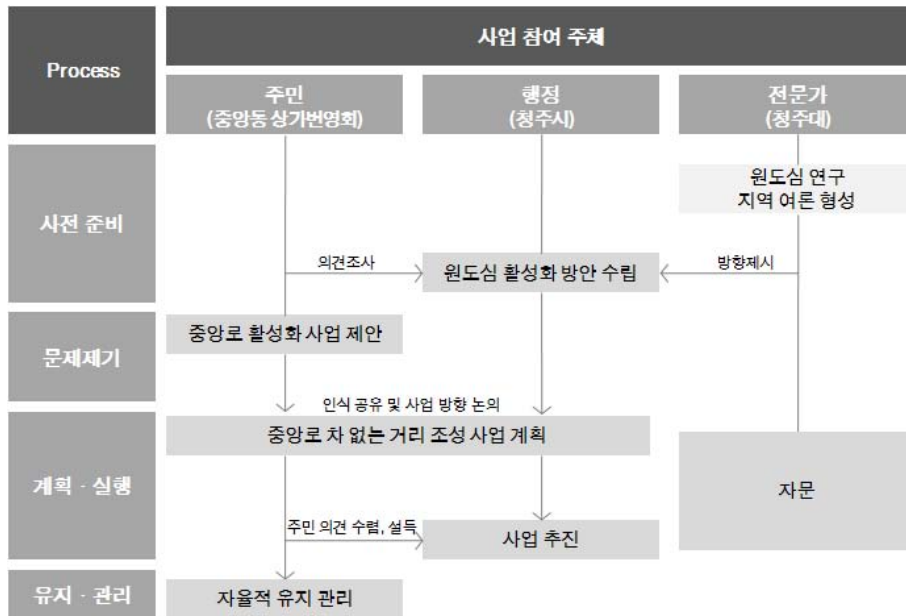 Process
사업 참여 주체
주민
(중앙동 상가번영회)
행정
(청주시)
전문가
(청주대)
사전 준비
원도심 연구
지역 여론 형성
의견조사
원도심 활성화 방안 수립
방향제시
문제제기
중앙로 활성화 사업 제안
인식 공유 및 사업 방향 논의
중앙로 차 없는 거리 조성 사업 계획
계획 · 실행
자문
주민 의견 수렴, 설득
사업 추진
유지 · 관리
자율적 유지 관리